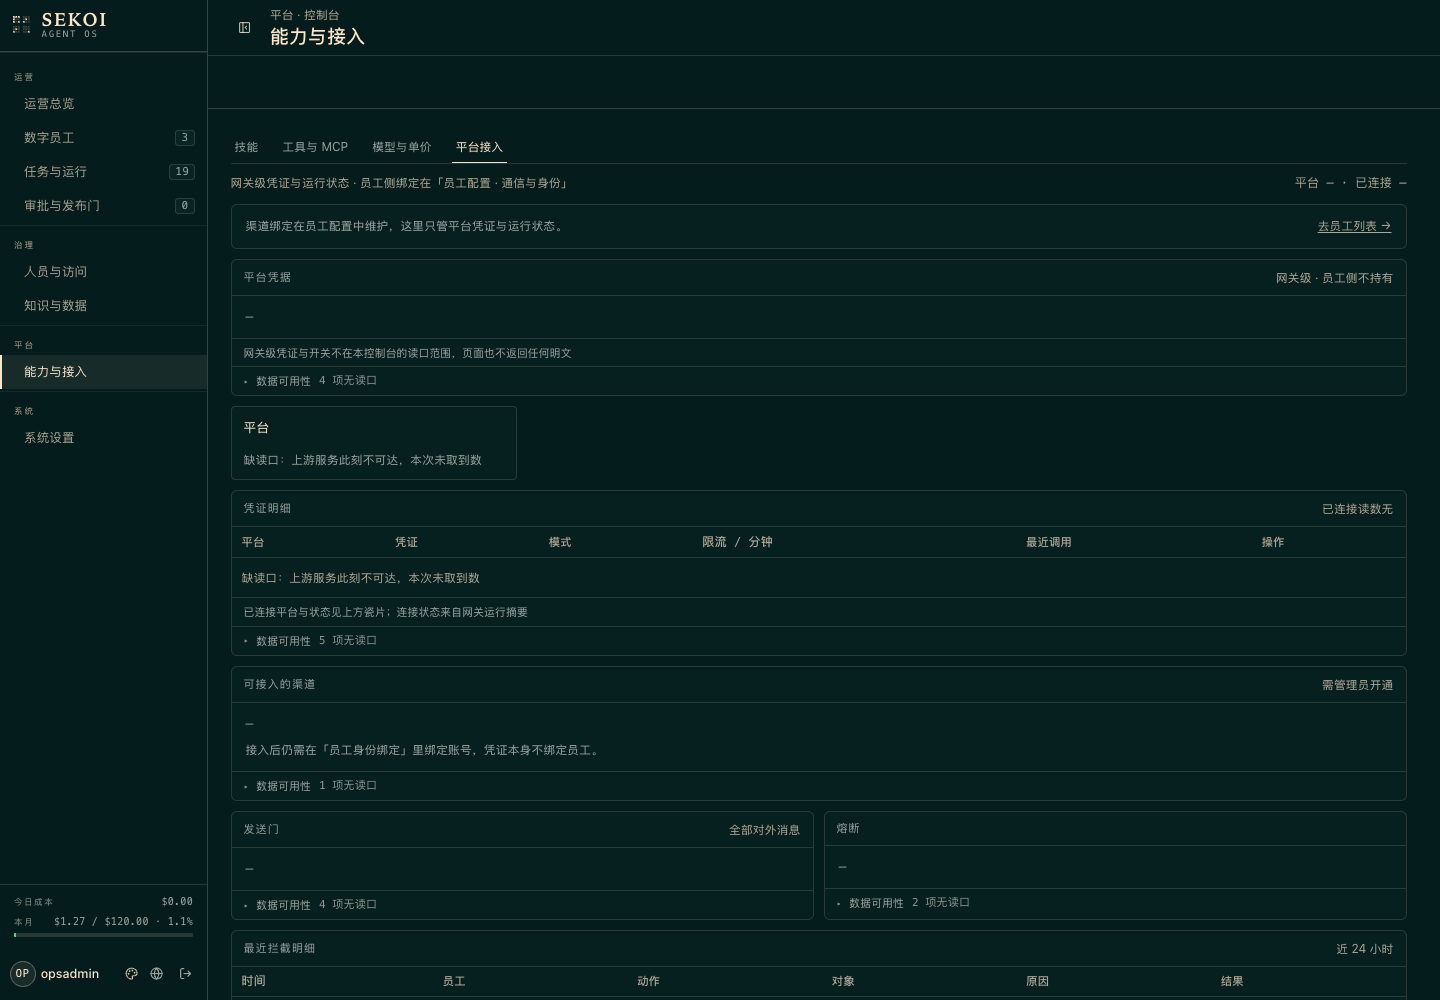 SEKOI
AGENT OS
运营
运营总览
数字员工 3
任务与运行 19
审批与发布门 0
治理
人员与访问
知识与数据
平台
能力与接入
系统
系统设置
今日成本 $0.00
本月 $1.27 / $120.00 · 1.1%
OP opsadmin
平台 · 控制台
能力与接入
技能 工具与 MCP 模型与单价 平台接入
网关级凭证与运行状态 · 员工侧绑定在「员工配置 · 通信与身份」 平台 — · 已连接 —
渠道绑定在员工配置中维护，这里只管平台凭证与运行状态。 去员工列表 →
平台凭据 网关级 · 员工侧不持有
—
网关级凭证与开关不在本控制台的读口范围，页面也不返回任何明文
▸ 数据可用性 4 项无读口
平台
缺读口：上游服务此刻不可达，本次未取到数
凭证明细 已连接读数无
平台 凭证 模式 限流 / 分钟 最近调用 操作
缺读口：上游服务此刻不可达，本次未取到数
已连接平台与状态见上方瓷片；连接状态来自网关运行摘要
▸ 数据可用性 5 项无读口
可接入的渠道 需管理员开通
—
接入后仍需在「员工身份绑定」里绑定账号，凭证本身不绑定员工。
▸ 数据可用性 1 项无读口
发送门 全部对外消息
—
▸ 数据可用性 4 项无读口
熔断
—
▸ 数据可用性 2 项无读口
最近拦截明细 近 24 小时
时间 员工 动作 对象 原因 结果